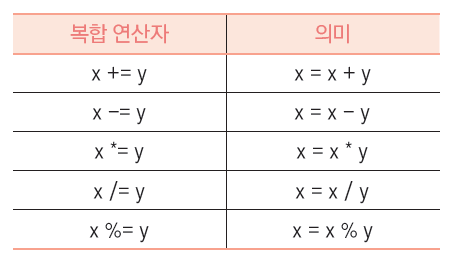 복합 연산자 의미
x += y x = x + y
x −= y x = x − y
x *= y x = x * y
x /= y x = x / y
x %= y x = x % y